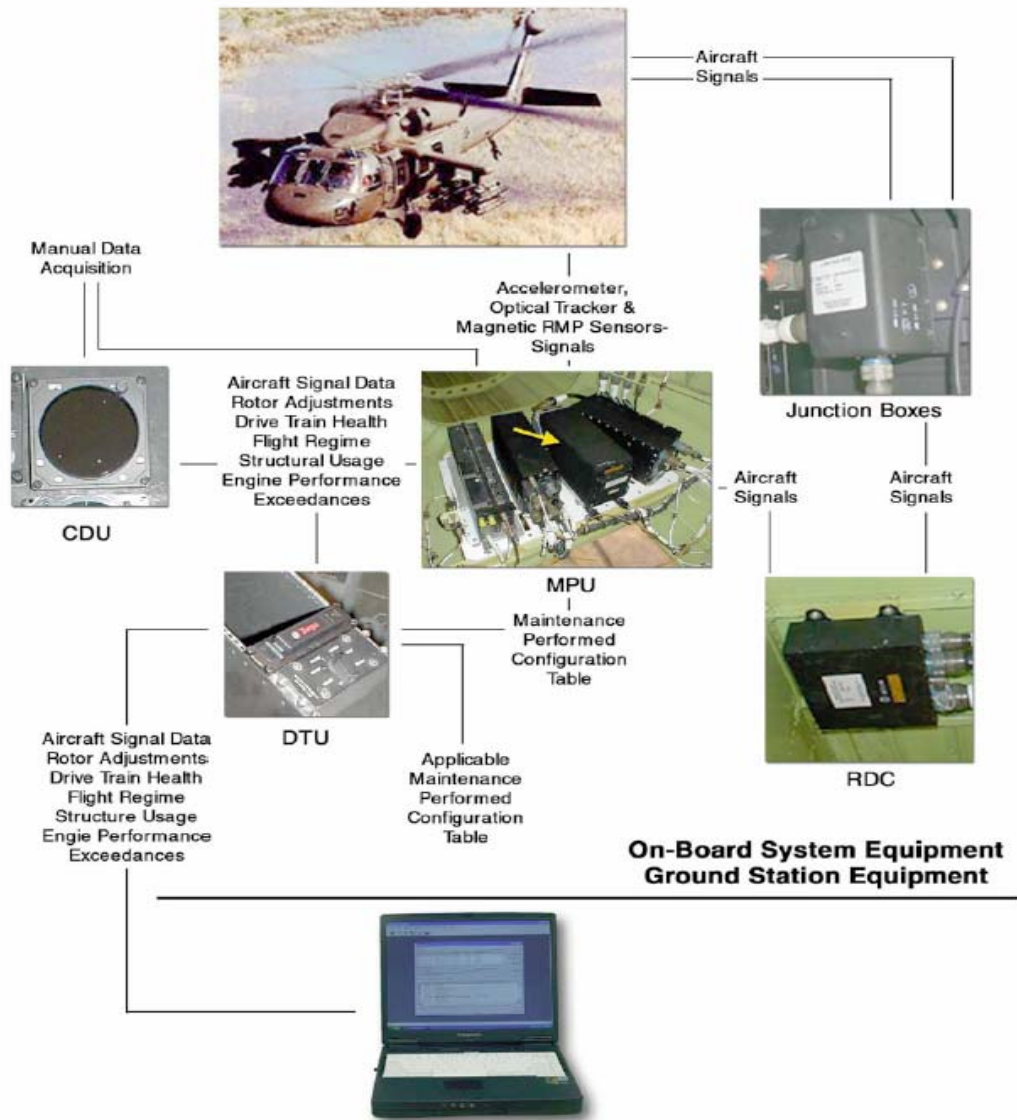 Aircraft
Signals
Manual Data
Acquisition
Accelerometer,
Optical Tracker &
Magnetic RMP Sensors-
Signals
Junction Boxes
Aircraft Signal Data
Rotor Adjustments
Drive Train Health
Flight Regime
Structural Usage
Engine Performance
Exceedances
CDU
MPU
Aircraft
Signals
Aircraft
Signals
Maintenance
Performed
Configuration
Table
DTU
RDC
Aircraft Signal Data
Rotor Adjustments
Drive Train Health
Flight Regime
Structure Usage
Engie Performance
Exceedances
Applicable
Maintenance
Performed
Configuration
Table
On-Board System Equipment
Ground Station Equipment